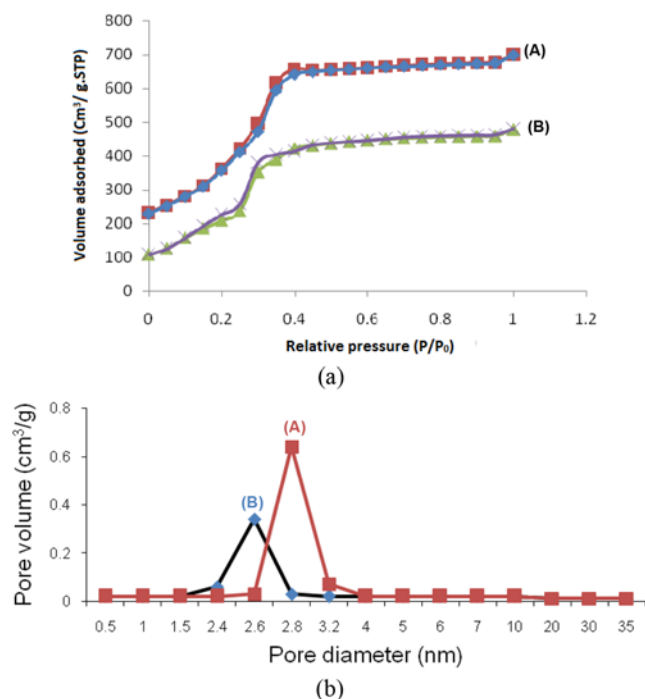 800
700
600
500
400
300
200
100
0
Volume adsorbed (Cm³/ g.STP)
(A)
(B)
0 0.2 0.4 0.6 0.8 1 1.2
Relative pressure (P/P₀)
(a)
0.8
0.6
0.4
0.2
0
Pore volume (cm³/g)
(A)
(B)
0.5 1 1.5 2.4 2.6 2.8 3.2 4 5 6 7 10 20 30 35
Pore diameter (nm)
(b)